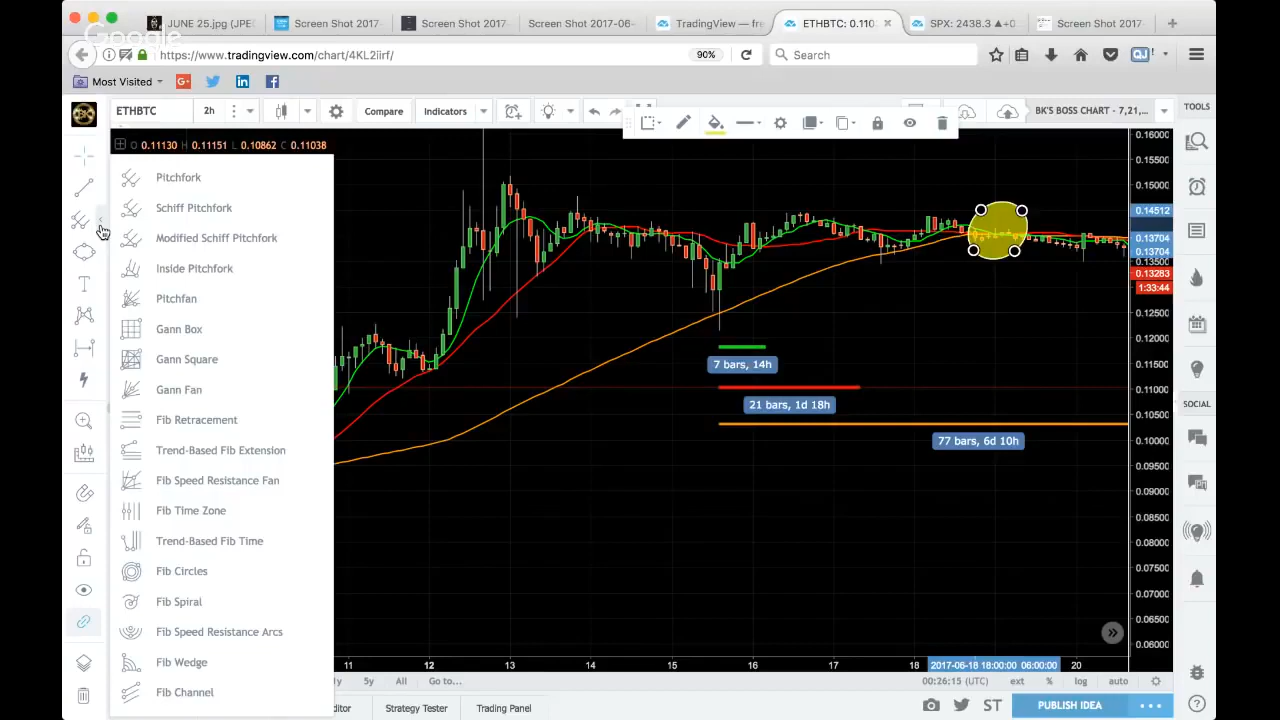 JUNE 25.jpg (JPE
Screen Shot 2017-
Screen Shot 2017-
Screen Shot 2017-06-
TradingView — fre
ETHBTC: 0.110
SPX: 2438.3 ▲+0.
Screen Shot 2017
Google
https://www.tradingview.com/chart/4KL2iirf/
90%
Search
Most Visited
G+
ETHBTC
2h
Compare
Indicators
BK'S BOSS CHART - 7,21,...
TOOLS
O 0.11130 H 0.11151 L 0.10862 C 0.11038
Pitchfork
Schiff Pitchfork
Modified Schiff Pitchfork
Inside Pitchfork
Pitchfan
Gann Box
Gann Square
Gann Fan
Fib Retracement
Trend-Based Fib Extension
Fib Speed Resistance Fan
Fib Time Zone
Trend-Based Fib Time
Fib Circles
Fib Spiral
Fib Speed Resistance Arcs
Fib Wedge
Fib Channel
7 bars, 14h
21 bars, 1d 18h
77 bars, 6d 10h
0.16000
0.15500
0.15000
0.14512
0.13704
0.13704
0.13500
0.13283
1:33:44
0.12500
0.12000
0.11500
0.11000
0.10500
0.10000
0.09500
0.09000
0.08500
0.08000
0.07500
0.07000
0.06500
0.06000
SOCIAL
11 12 13 14 15 16 17 18 2017-06-18 18:00:00 06:00:00 20
1y 5y All Go to...
00:26:15 (UTC) ext % log auto
ditor Strategy Tester Trading Panel
ST PUBLISH IDEA